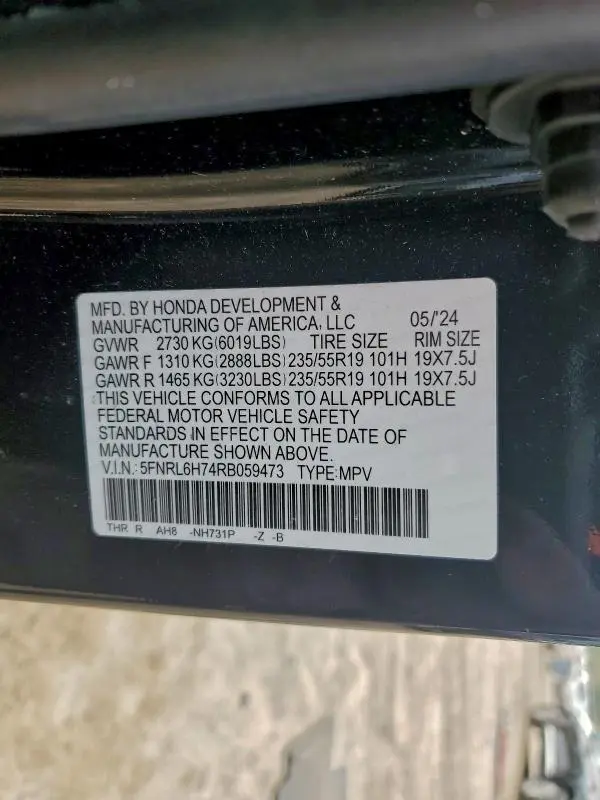 MFD. BY HONDA DEVELOPMENT &
MANUFACTURING OF AMERICA, LLC 05/'24
GVWR 2730 KG(6019LBS) TIRE SIZE RIM SIZE
GAWR F 1310 KG(2888LBS) 235/55R19 101H 19X7.5J
GAWR R 1465 KG(3230LBS) 235/55R19 101H 19X7.5J
THIS VEHICLE CONFORMS TO ALL APPLICABLE
FEDERAL MOTOR VEHICLE SAFETY
STANDARDS IN EFFECT ON THE DATE OF
MANUFACTURE SHOWN ABOVE.
V.I.N.: 5FNRL6H74RB059473 TYPE:MPV
THR R AH8 -NH731P -Z -B